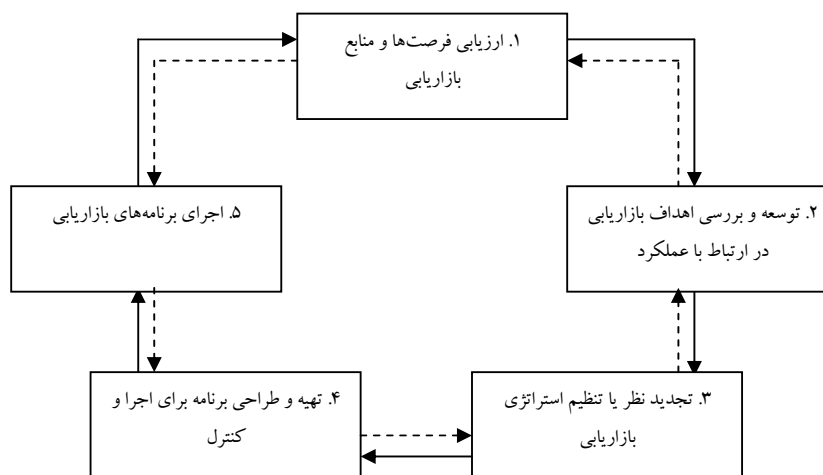 ۱. ارزیابی فرصت‌ها و منابع
بازاریابی
۲. توسعه و بررسی اهداف بازاریابی
در ارتباط با عملکرد
۳. تجدید نظر یا تنظیم استراتژی
بازاریابی
۴. تهیه و طراحی برنامه برای اجرا و
کنترل
۵. اجرای برنامه‌های بازاریابی